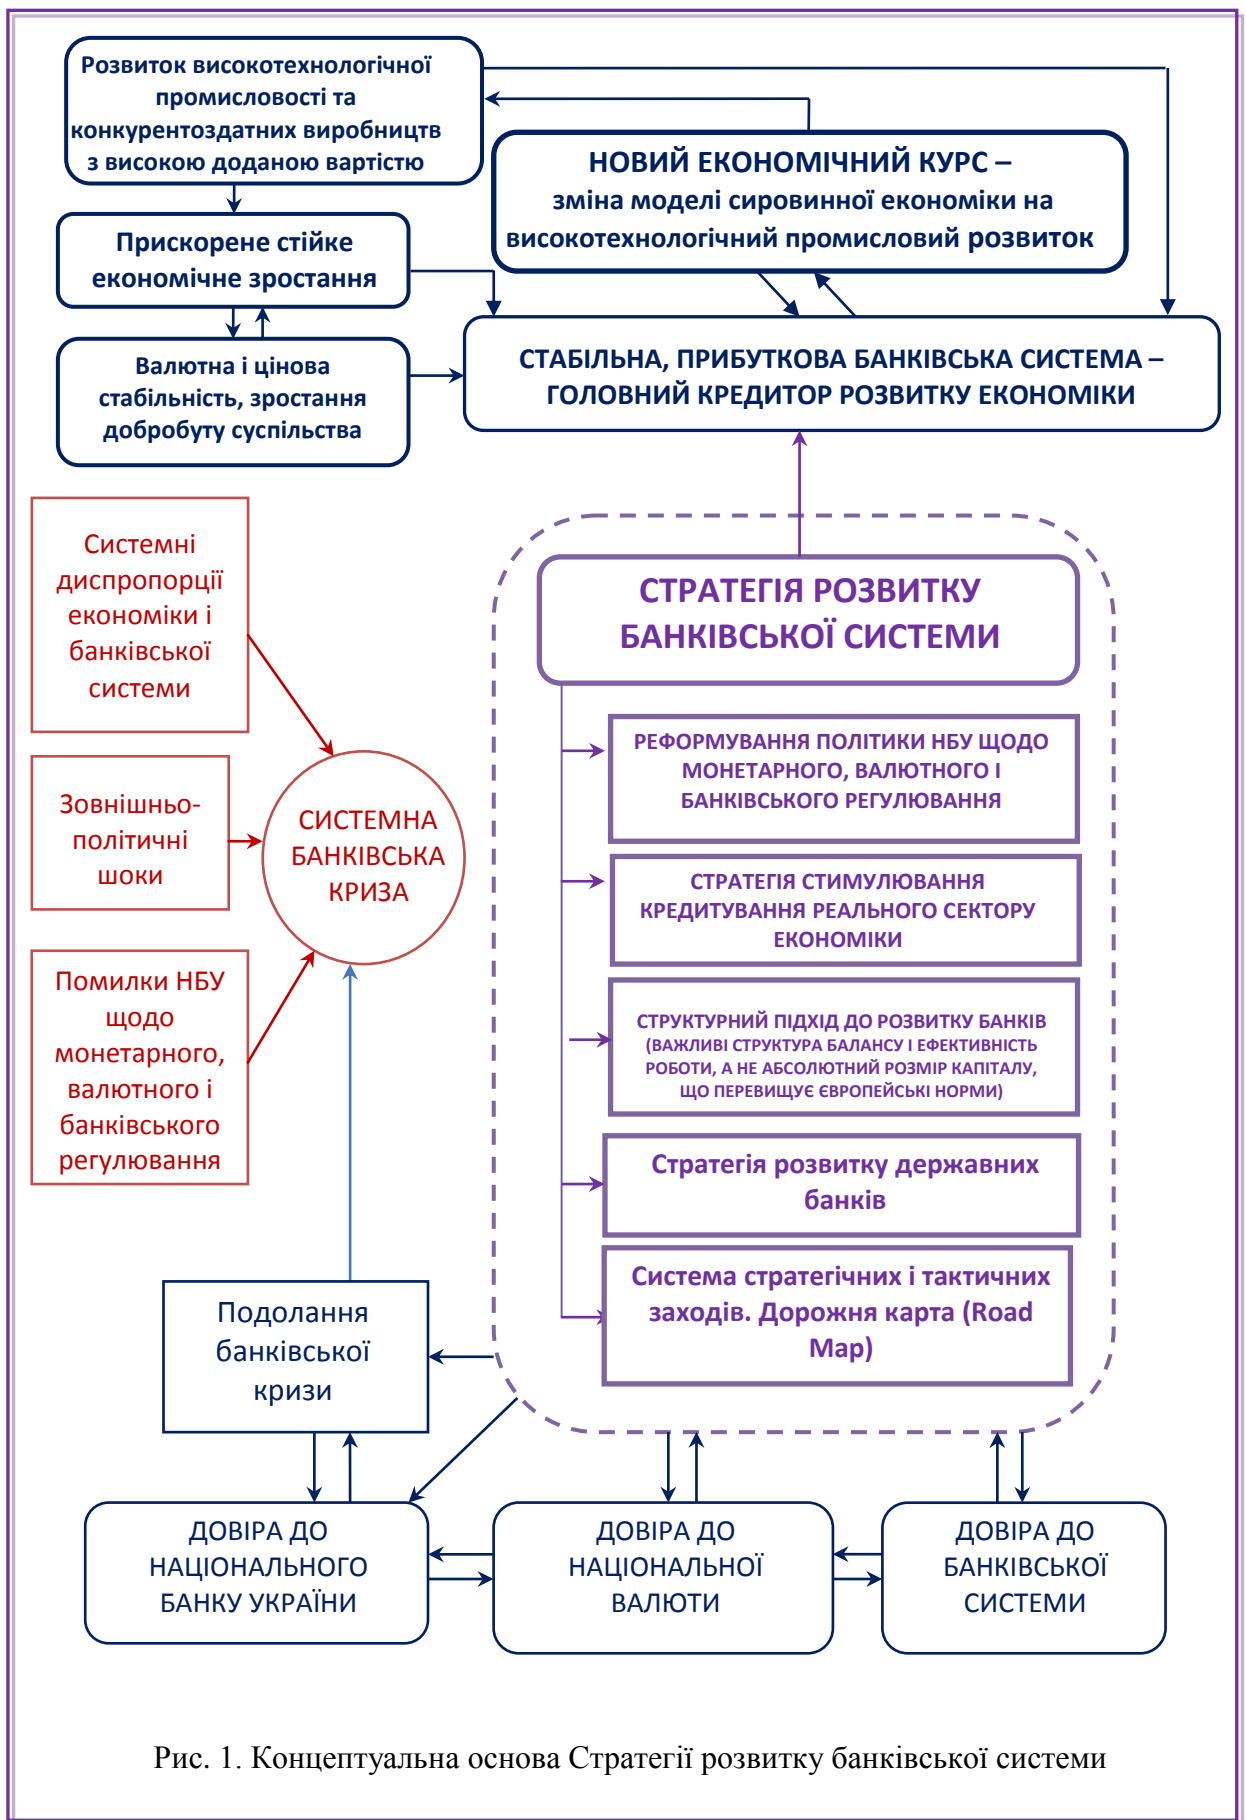 Розвиток високотехнологічної
промисловості та
конкурентоздатних виробництв
з високою доданою вартістю
НОВИЙ ЕКОНОМІЧНИЙ КУРС –
зміна моделі сировинної економіки на
високотехнологічний промисловий розвиток
Прискорене стійке
економічне зростання
Валютна і цінова
стабільність, зростання
добробуту суспільства
СТАБІЛЬНА, ПРИБУТКОВА БАНКІВСЬКА СИСТЕМА –
ГОЛОВНИЙ КРЕДИТОР РОЗВИТКУ ЕКОНОМІКИ
Системні
диспропорції
економіки і
банківської
системи
Зовнішньо-
політичні
шоки
Помилки НБУ
щодо
монетарного,
валютного і
банківського
регулювання
СИСТЕМНА
БАНКІВСЬКА
КРИЗА
СТРАТЕГІЯ РОЗВИТКУ
БАНКІВСЬКОЇ СИСТЕМИ
РЕФОРМУВАННЯ ПОЛІТИКИ НБУ ЩОДО
МОНЕТАРНОГО, ВАЛЮТНОГО І
БАНКІВСЬКОГО РЕГУЛЮВАННЯ
СТРАТЕГІЯ СТИМУЛЮВАННЯ
КРЕДИТУВАННЯ РЕАЛЬНОГО СЕКТОРУ
ЕКОНОМІКИ
СТРУКТУРНИЙ ПІДХІД ДО РОЗВИТКУ БАНКІВ
(ВАЖЛИВІ СТРУКТУРА БАЛАНСУ І ЕФЕКТИВНІСТЬ
РОБОТИ, А НЕ АБСОЛЮТНИЙ РОЗМІР КАПІТАЛУ,
ЩО ПЕРЕВИЩУЄ ЄВРОПЕЙСЬКІ НОРМИ)
Стратегія розвитку державних
банків
Система стратегічних і тактичних
заходів. Дорожня карта (Road
Map)
Подолання
банківської
кризи
ДОВІРА ДО
НАЦІОНАЛЬНОГО
БАНКУ УКРАЇНИ
ДОВІРА ДО
НАЦІОНАЛЬНОЇ
ВАЛЮТИ
ДОВІРА ДО
БАНКІВСЬКОЇ
СИСТЕМИ
Рис. 1. Концептуальна основа Стратегії розвитку банківської системи